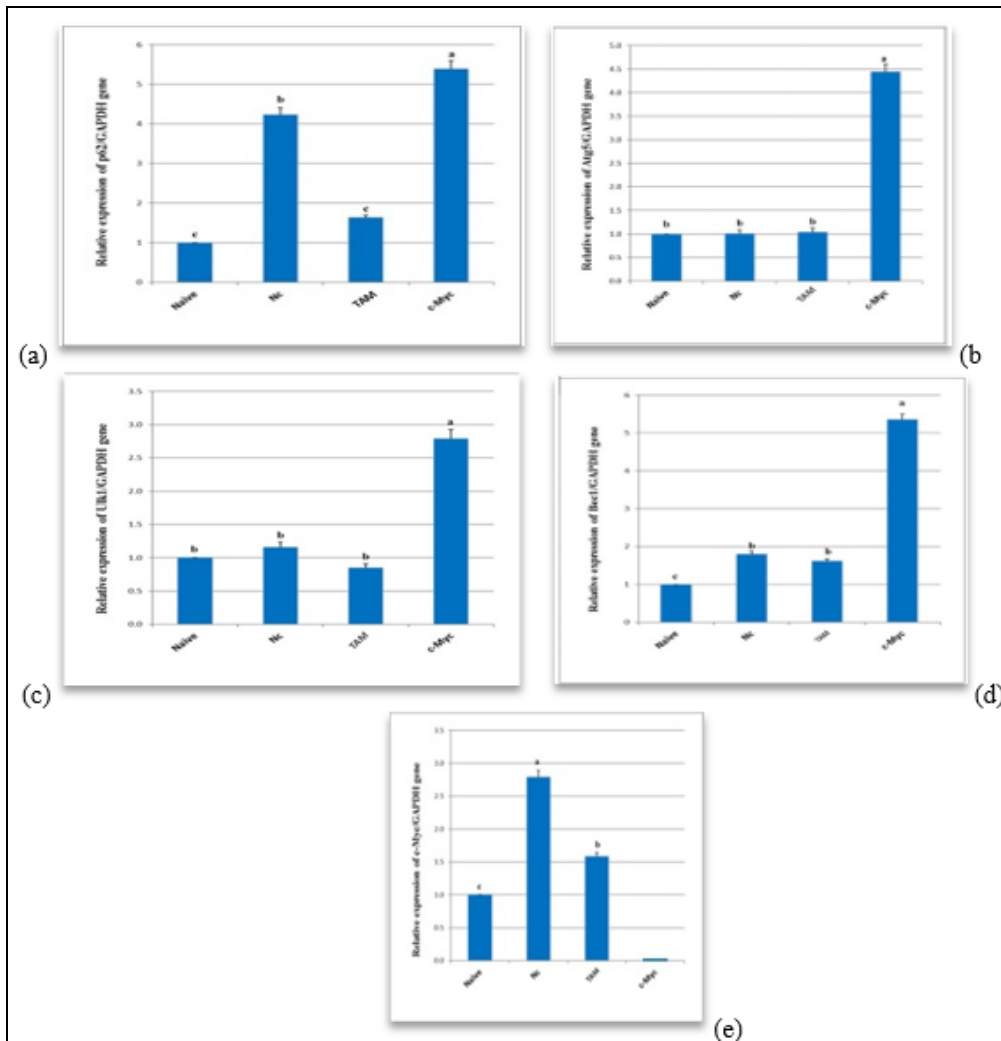 Relative expression of p62/GAPDH gene
6
5
4
3
2
1
0
c
b
c
a
Naive
Nc
TAM
c-Myc
(a)
Relative expression of Atg5/GAPDH gene
5.0
4.5
4.0
3.5
3.0
2.5
2.0
1.5
1.0
0.5
0.0
b
b
b
a
Naive
Nc
TAM
c-Myc
(b
Relative expression of Ulk1/GAPDH gene
3.5
3.0
2.5
2.0
1.5
1.0
0.5
0.0
b
b
b
a
Naive
Nc
TAM
c-Myc
(c)
Relative expression of Bec1/GAPDH gene
6
5
4
3
2
1
0
c
b
b
a
Naive
Nc
TAM
c-Myc
(d)
Relative expression of c-Myc/GAPDH gene
3.5
3.0
2.5
2.0
1.5
1.0
0.5
0.0
c
a
b
Naive
Nc
TAM
c-Myc
(e)